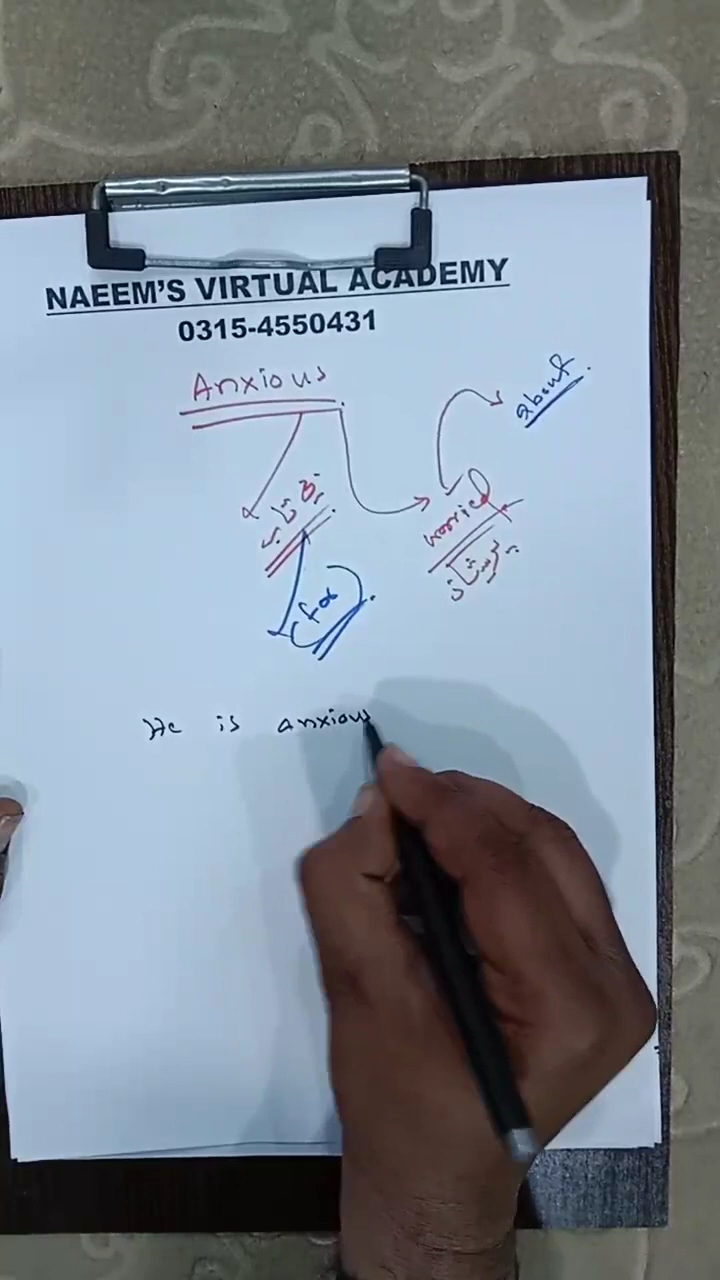 NAEEM'S VIRTUAL ACADEMY
0315-4550431
Anxious
about.
worried
پریشان
(for)
He is anxious